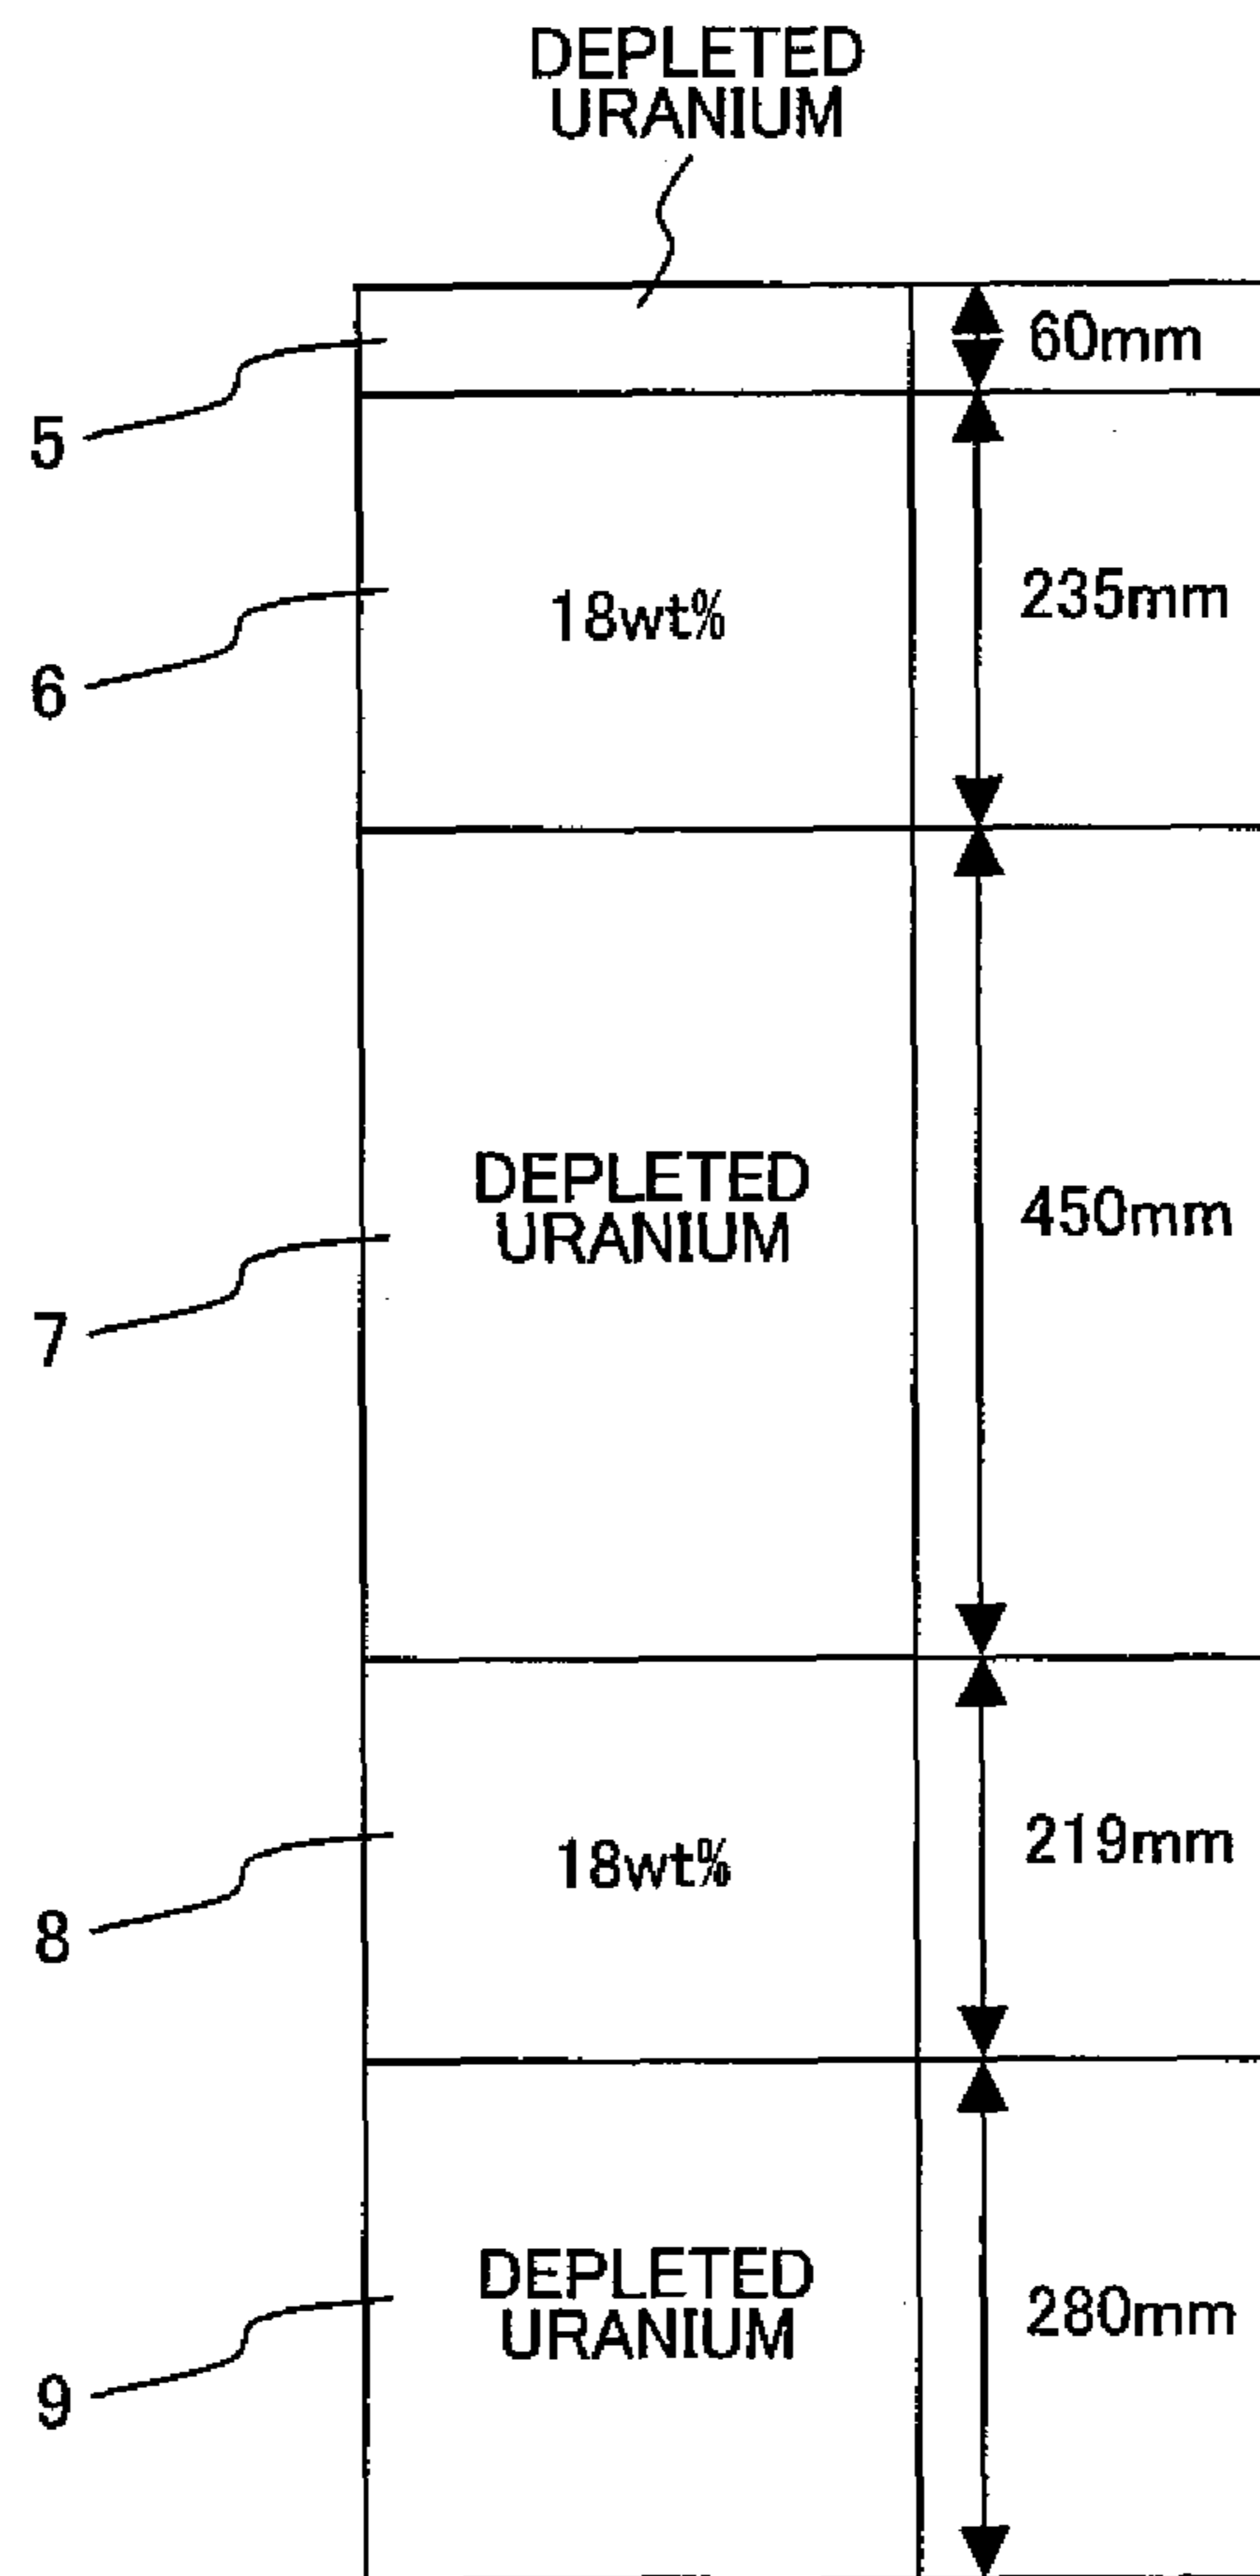 DEPLETED
URANIUM
60mm
5
235mm
18wt%
6
DEPLETED
URANIUM
450mm
7
219mm
18wt%
8
DEPLETED
URANIUM
280mm
9